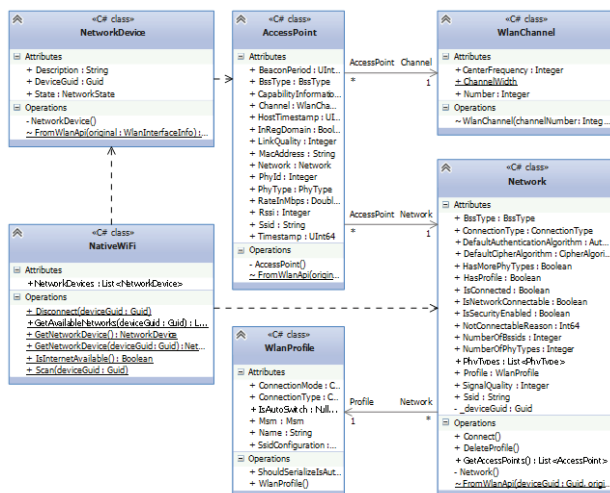 «C# class»
NetworkDevice
Attributes
+ Description : String
+ DeviceGuid : Guid
+ State : NetworkState
Operations
- NetworkDevice()
~ FromWlanApi(original : WlanInterfaceInfo) :...
«C# class»
AccessPoint
Attributes
+ BeaconPeriod : UInt...
+ BssType : BssType
+ CapabilityInformatio...
+ Channel : WlanCha...
+ HostTimestamp : UI...
+ InRegDomain : Bool...
+ LinkQuality : Integer
+ MacAddress : String
+ Network : Network
+ PhyId : Integer
+ PhyType : PhyType
+ RateInMbps : Doubl...
+ Rssi : Integer
+ Ssid : String
+ Timestamp : UInt64
Operations
- AccessPoint()
~ FromWlanApi(origin...
AccessPoint Channel
* 1
«C# class»
WlanChannel
Attributes
+ CenterFrequency : Integer
+ ChannelWidth
+ Number : Integer
Operations
~ WlanChannel(channelNumber : Integ...
AccessPoint Network
* 1
«C# class»
Network
Attributes
+ BssType : BssType
+ ConnectionType : ConnectionType
+ DefaultAuthenticationAlgorithm : Aut...
+ DefaultCipherAlgorithm : CipherAlgori...
+ HasMorePhyTypes : Boolean
+ HasProfile : Boolean
+ IsConnected : Boolean
+ IsNetworkConnectable : Boolean
+ IsSecurityEnabled : Boolean
+ NotConnectableReason : Int64
+ NumberOfBssids : Integer
+ NumberOfPhyTypes : Integer
+ PhyTypes : List<PhyType>
+ Profile : WlanProfile
+ SignalQuality : Integer
+ Ssid : String
- _deviceGuid : Guid
Operations
+ Connect()
+ DeleteProfile()
+ GetAccessPoints() : List<AccessPoint>
- Network()
~ FromWlanApi(deviceGuid : Guid, origi...
«C# class»
NativeWiFi
Attributes
+ NetworkDevices : List<NetworkDevice>
Operations
+ Disconnect(deviceGuid : Guid)
+ GetAvailableNetworks(deviceGuid : Guid) : L...
+ GetNetworkDevice() : NetworkDevice
+ GetNetworkDevice(deviceGuid : Guid) : Net...
+ IsInternetAvailable() : Boolean
+ Scan(deviceGuid : Guid)
«C# class»
WlanProfile
Attributes
+ ConnectionMode : C...
+ ConnectionType : C...
+ IsAutoSwitch : Null...
+ Msm : Msm
+ Name : String
+ SsidConfiguration : ...
Operations
+ ShouldSerializeIsAut...
+ WlanProfile()
Profile Network
1 *